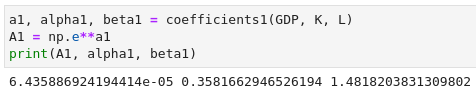 a1, alpha1, beta1 = coefficients1(GDP, K, L)
A1 = np.e**a1
print(A1, alpha1, beta1)
6.435886924194414e-05 0.3581662946526194 1.4818203831309802